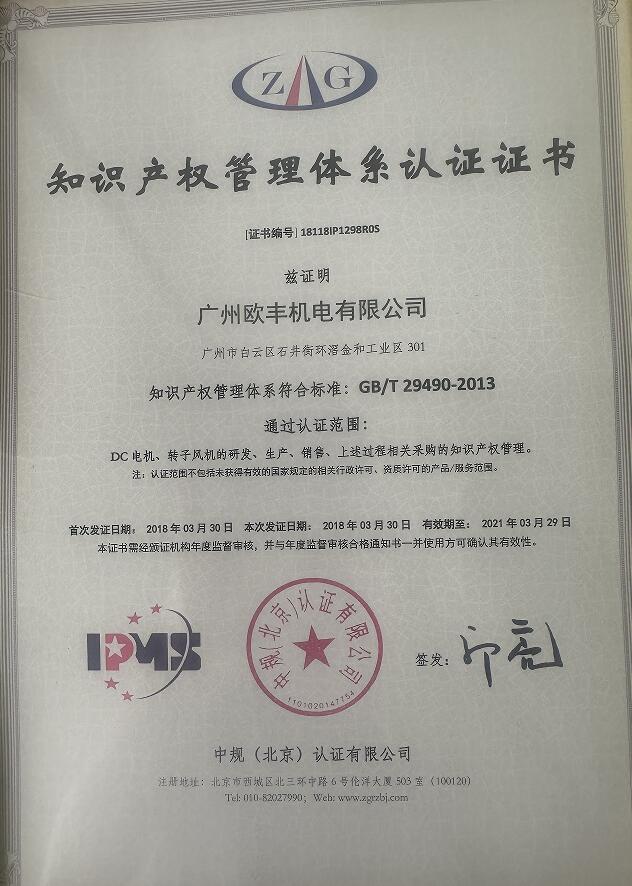 ZG
知识产权管理体系认证证书
[证书编号] 18118IP1298R0S
兹证明
广州欧丰机电有限公司
广州市白云区石井街环滘金和工业区 301
知识产权管理体系符合标准：GB/T 29490-2013
通过认证范围：
DC 电机、转子风机的研发、生产、销售、上述过程相关采购的知识产权管理。
注：认证范围不包括未获得有效的国家规定的相关行政许可、资质许可的产品/服务范围。
首次发证日期： 2018 年 03 月 30 日 本次发证日期： 2018 年 03 月 30 日 有效期至： 2021 年 03 月 29 日
本证书需经颁证机构年度监督审核，并与年度监督审核合格通知书一并使用方可确认其有效性。
IPMS
中规(北京)认证有限公司
1101020147754
签发：
中规（北京）认证有限公司
注册地址：北京市西城区北三环中路 6 号伦洋大厦 503 室（100120）
Tel: 010-82027990；Web: www.zgrzbj.com